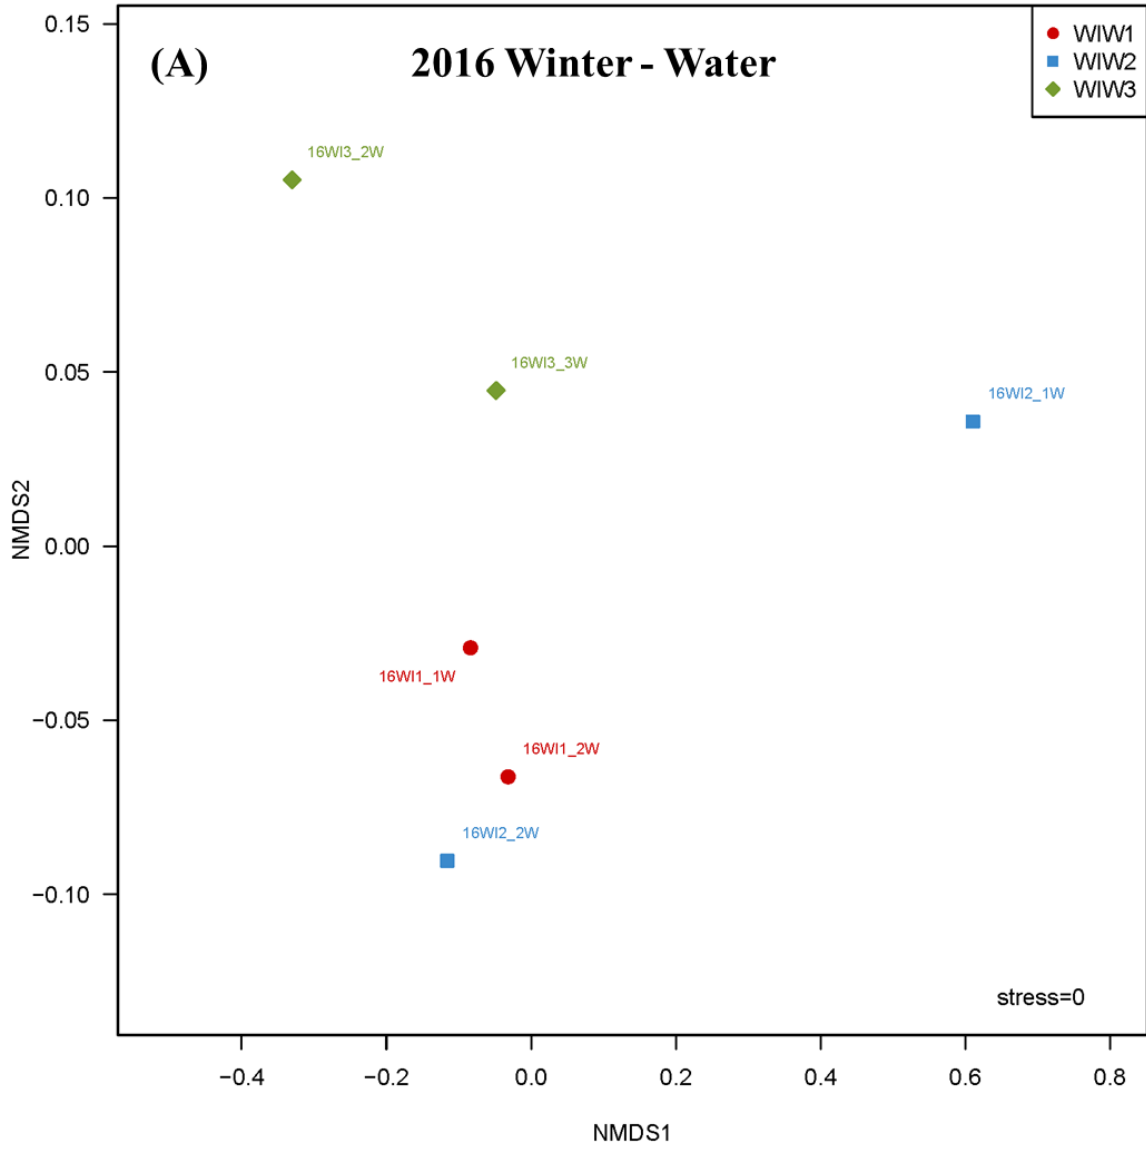 (A) 2016 Winter - Water
WIW1
WIW2
WIW3
0.15
0.10
0.05
0.00
−0.05
−0.10
NMDS2
16WI3_2W
16WI3_3W
16WI2_1W
16WI1_1W
16WI1_2W
16WI2_2W
stress=0
−0.4 −0.2 0.0 0.2 0.4 0.6 0.8
NMDS1